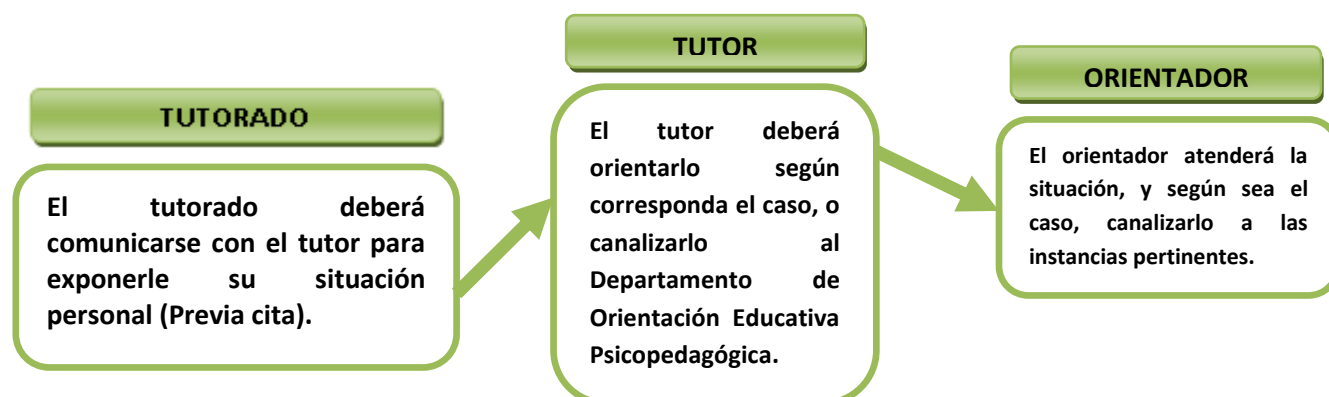 TUTORADO
El tutorado deberá
comunicarse con el tutor para
exponerle su situación
personal (Previa cita).
TUTOR
El tutor deberá
orientarlo según
corresponda el caso, o
canalizarlo al
Departamento de
Orientación Educativa
Psicopedagógica.
ORIENTADOR
El orientador atenderá la
situación, y según sea el
caso, canalizarlo a las
instancias pertinentes.